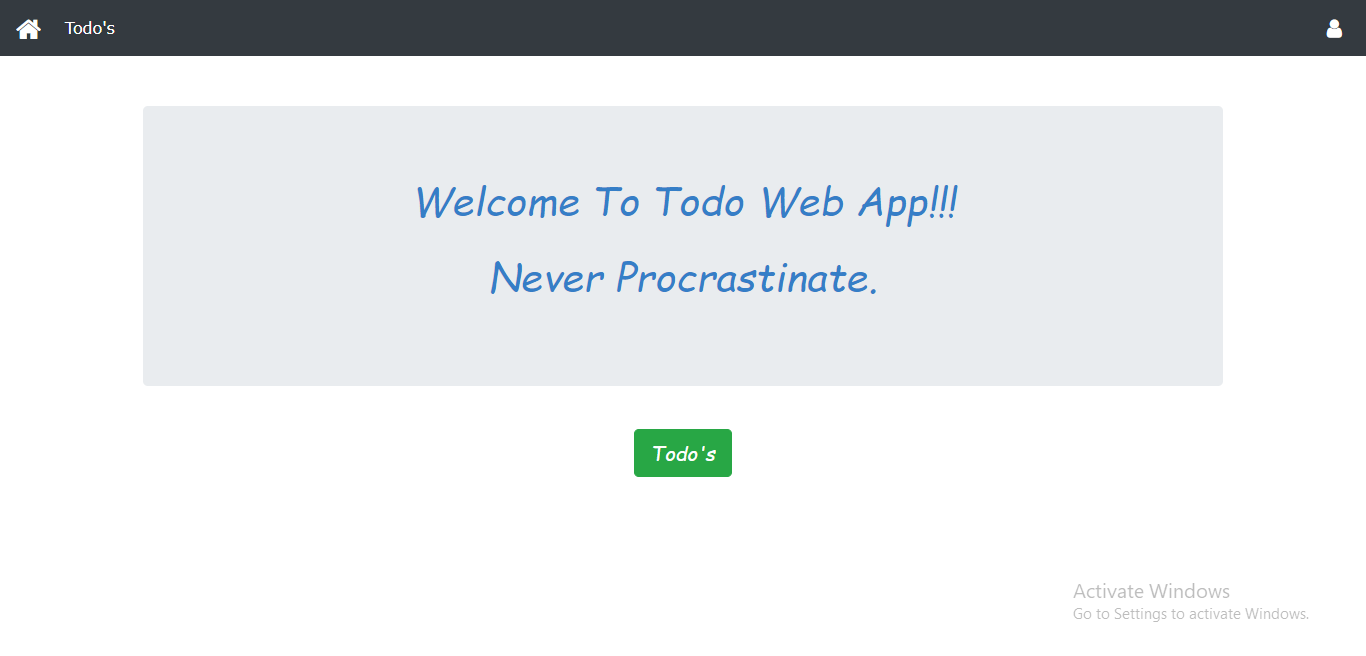 Todo's
Welcome To Todo Web App!!!
Never Procrastinate.
Todo's
Activate Windows
Go to Settings to activate Windows.